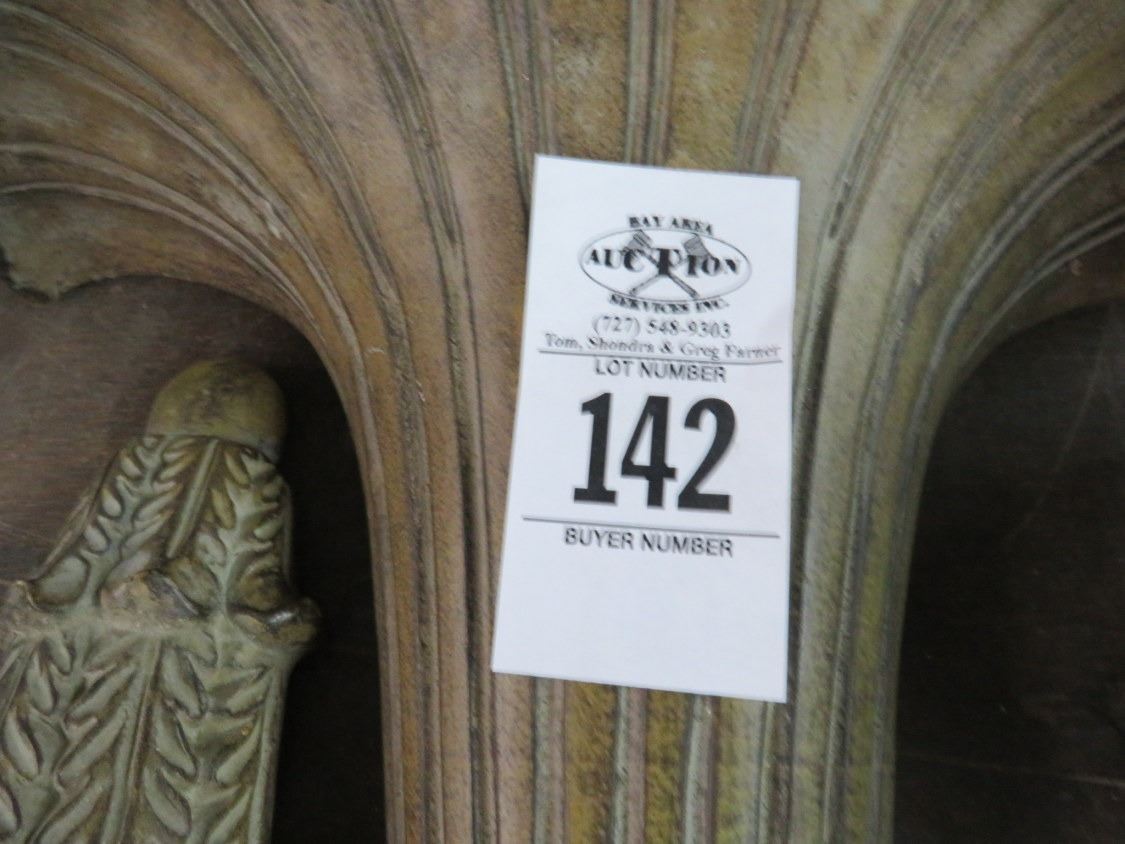 BAY AREA
AUCTION
SERVICES INC.
(727) 548-9303
Tom, Shondra & Greg Farner
LOT NUMBER
142
BUYER NUMBER